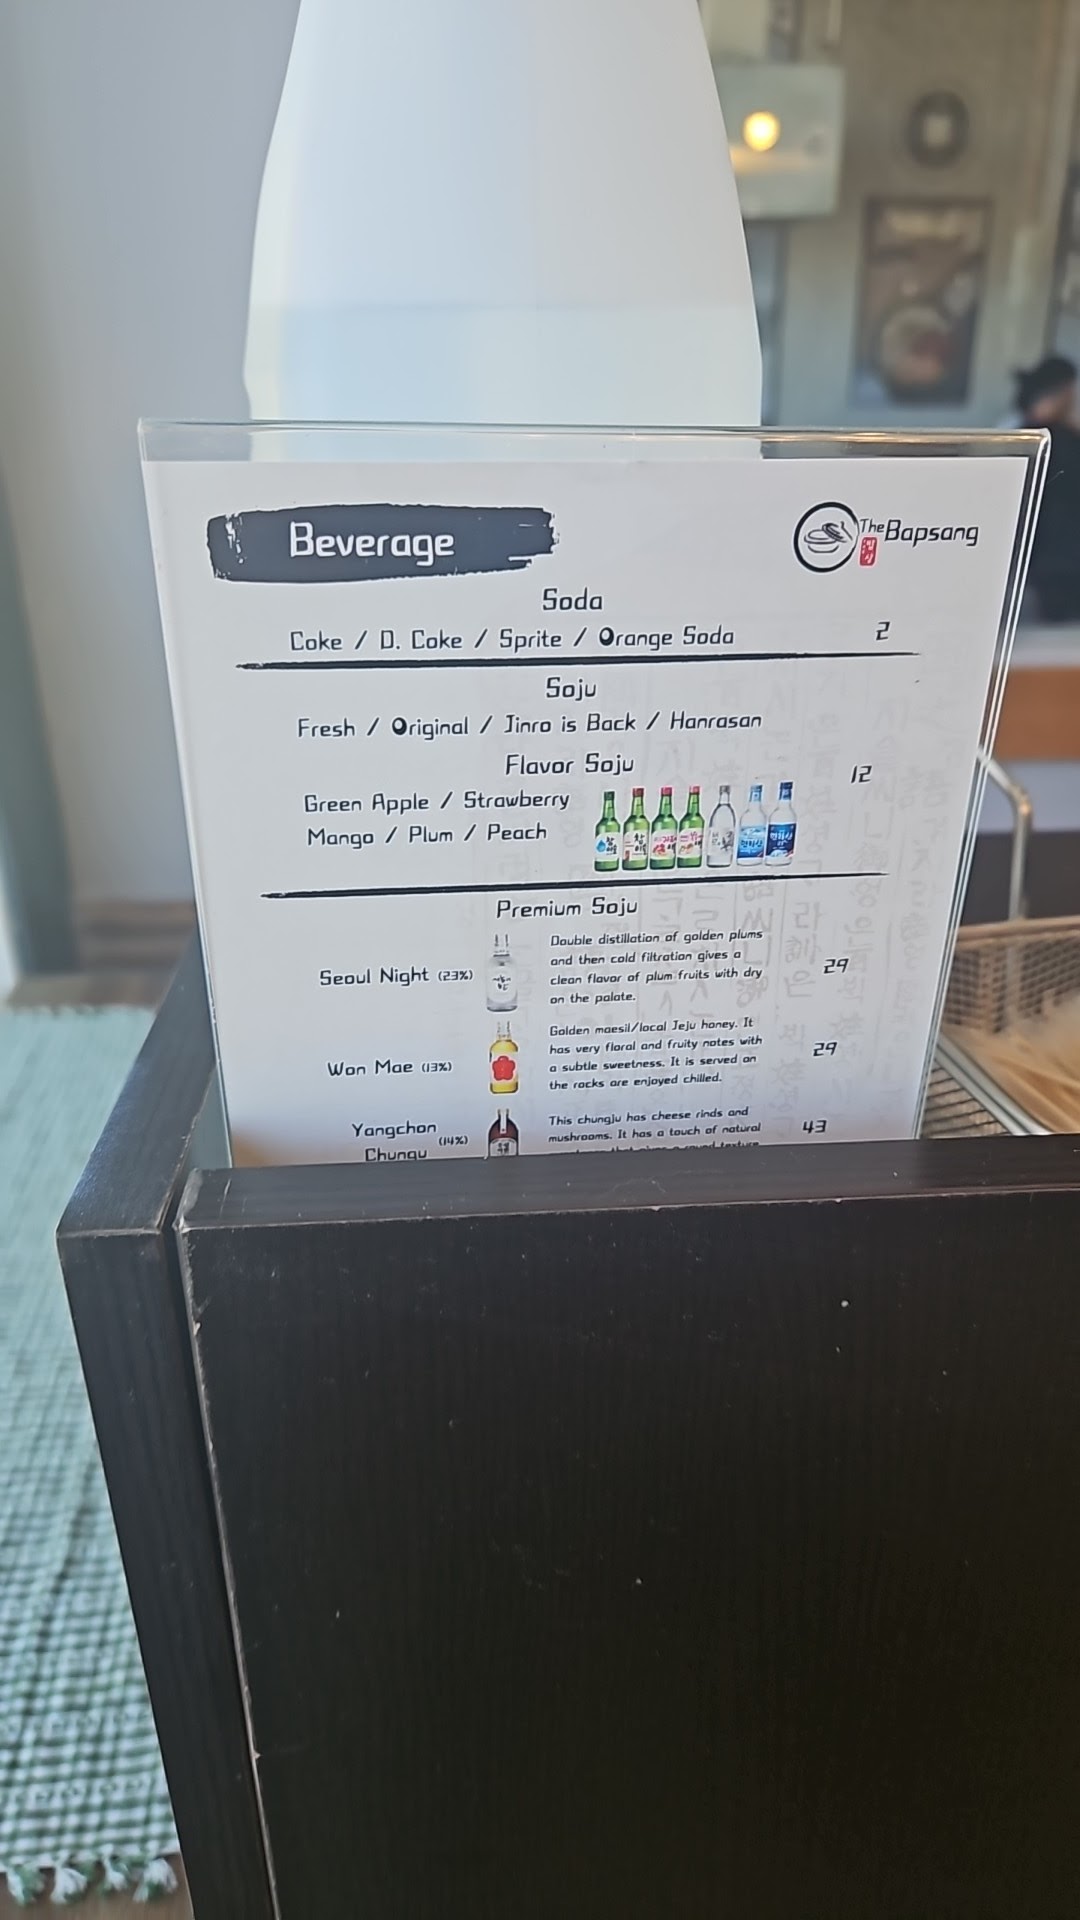 Beverage
The Bapsang
밥상
Soda
Coke / D. Coke / Sprite / Orange Soda 2
Soju
Fresh / Original / Jinro is Back / Hanrasan
Flavor Soju 12
Green Apple / Strawberry
Mango / Plum / Peach
Premium Soju
Seoul Night (23%)
Double distillation of golden plums
and then cold filtration gives a
clean flavor of plum fruits with dry
on the palate.
29
Won Mae (13%)
Golden maesil/local Jeju honey. It
has very floral and fruity notes with
a subtle sweetness. It is served on
the rocks are enjoyed chilled.
29
Yangchon (14%)
Chungu
This chungju has cheese rinds and
mushrooms. It has a touch of natural
43